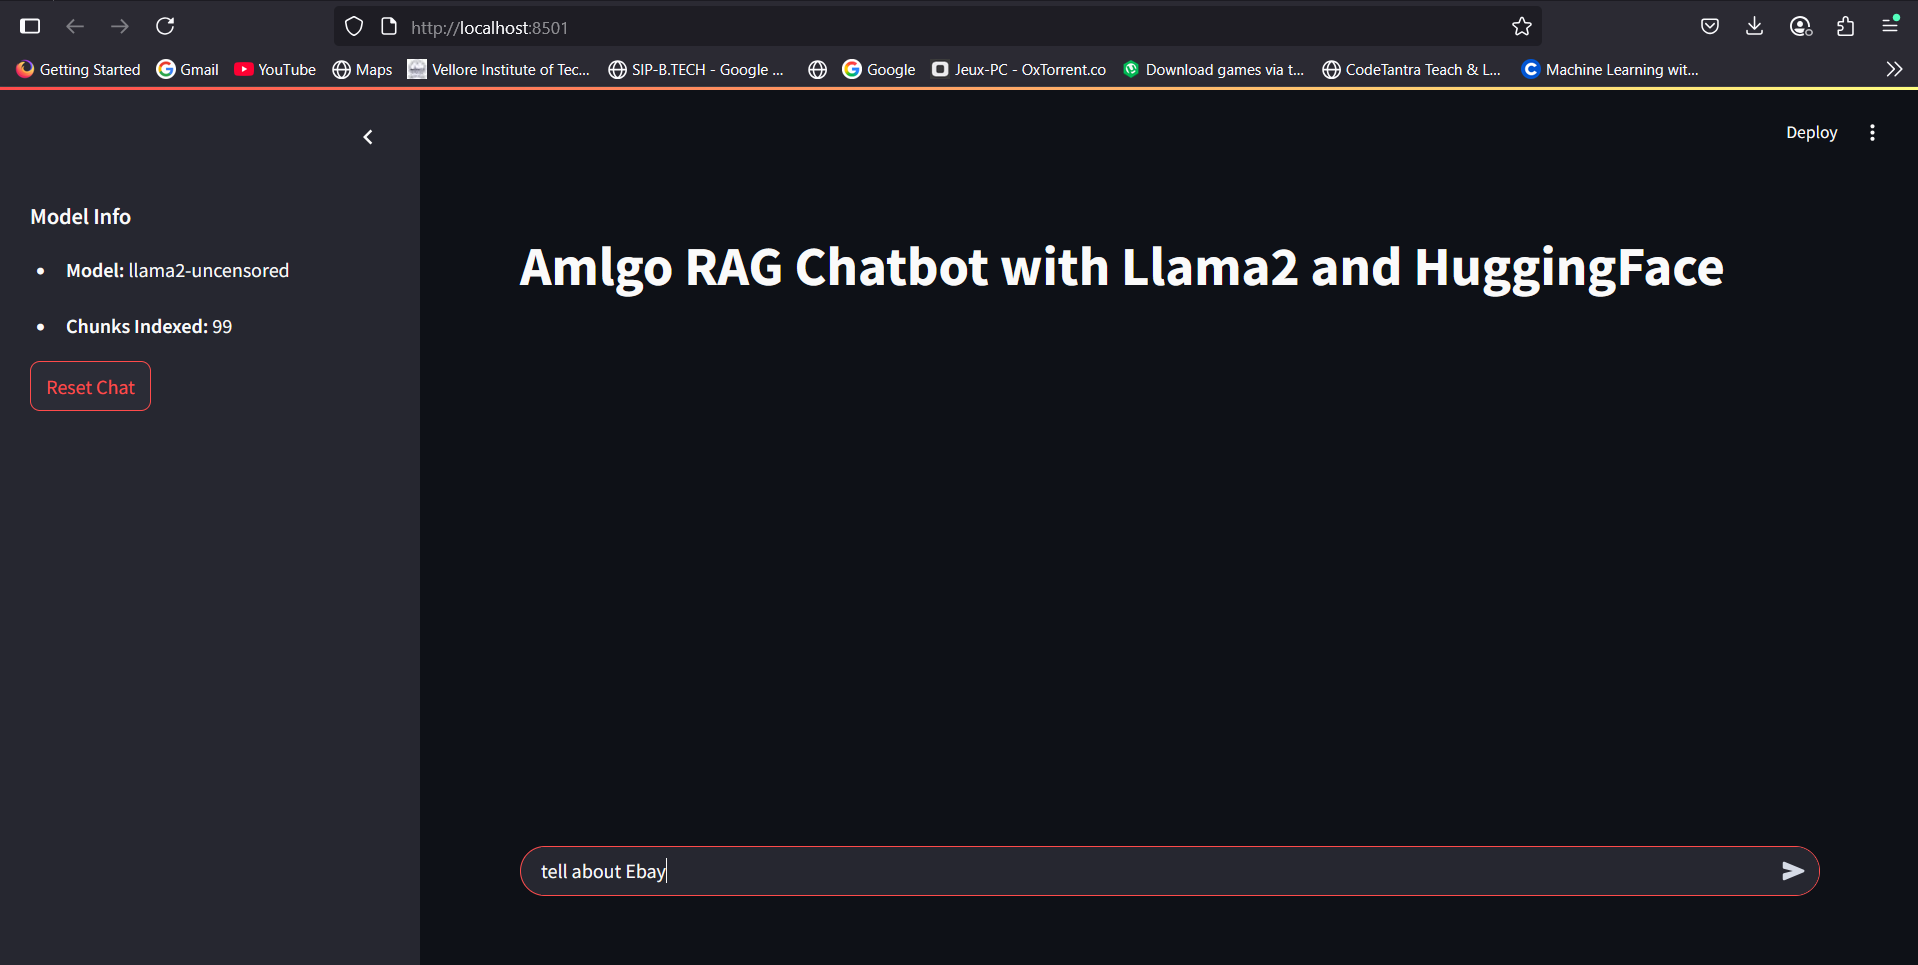 http://localhost:8501
Getting Started Gmail YouTube Maps Vellore Institute of Tec... SIP-B.TECH - Google ... Google Jeux-PC - OxTorrent.co Download games via t... CodeTantra Teach & L... Machine Learning wit...
Deploy
Model Info
Model: llama2-uncensored
Chunks Indexed: 99
Reset Chat
Amlgo RAG Chatbot with Llama2 and HuggingFace
tell about Ebay